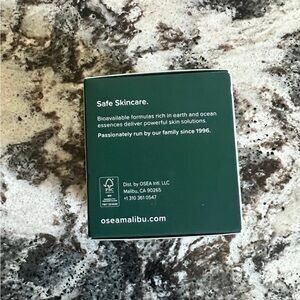 Safe Skincare.
Bioavailable formulas rich in earth and ocean
essences deliver powerful skin solutions.
Passionately run by our family since 1996.
Dist. by OSEA Intl. LLC
Malibu, CA 90265
+1 310 361 0547
oseamalibu.com